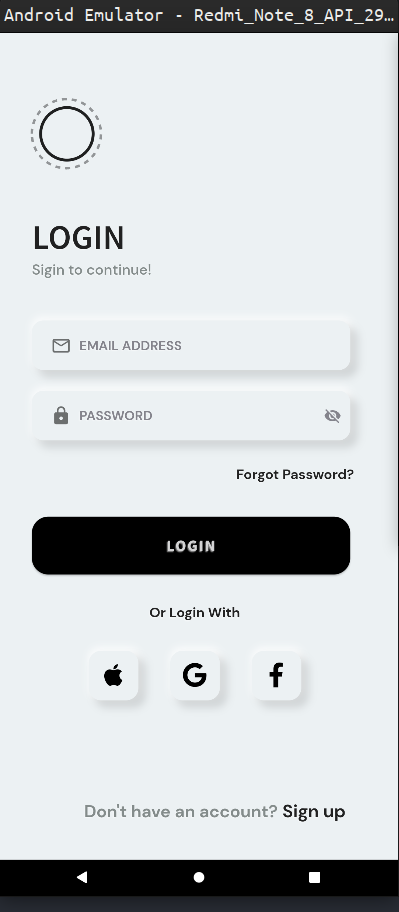 Android Emulator - Redmi_Note_8_API_29…
LOGIN
Sigin to continue!
EMAIL ADDRESS
PASSWORD
Forgot Password?
LOGIN
Or Login With
Don't have an account? Sign up